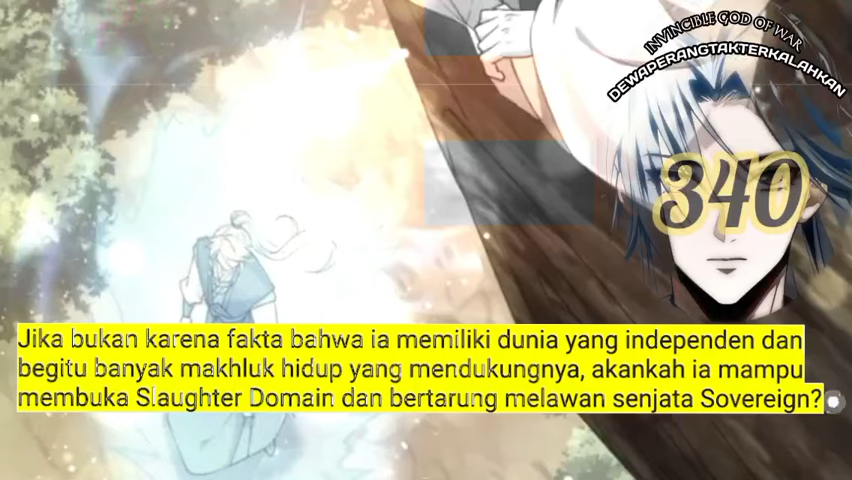 INVINCIBLE GOD OF WAR
DEWAPERANGTAKTERKALAHKAN
340
Jika bukan karena fakta bahwa ia memiliki dunia yang independen dan
begitu banyak makhluk hidup yang mendukungnya, akankah ia mampu
membuka Slaughter Domain dan bertarung melawan senjata Sovereign?